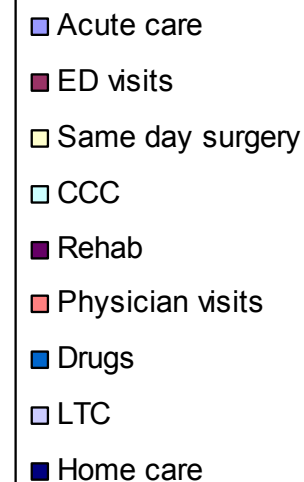 Acute care
ED visits
Same day surgery
CCC
Rehab
Physician visits
Drugs
LTC
Home care